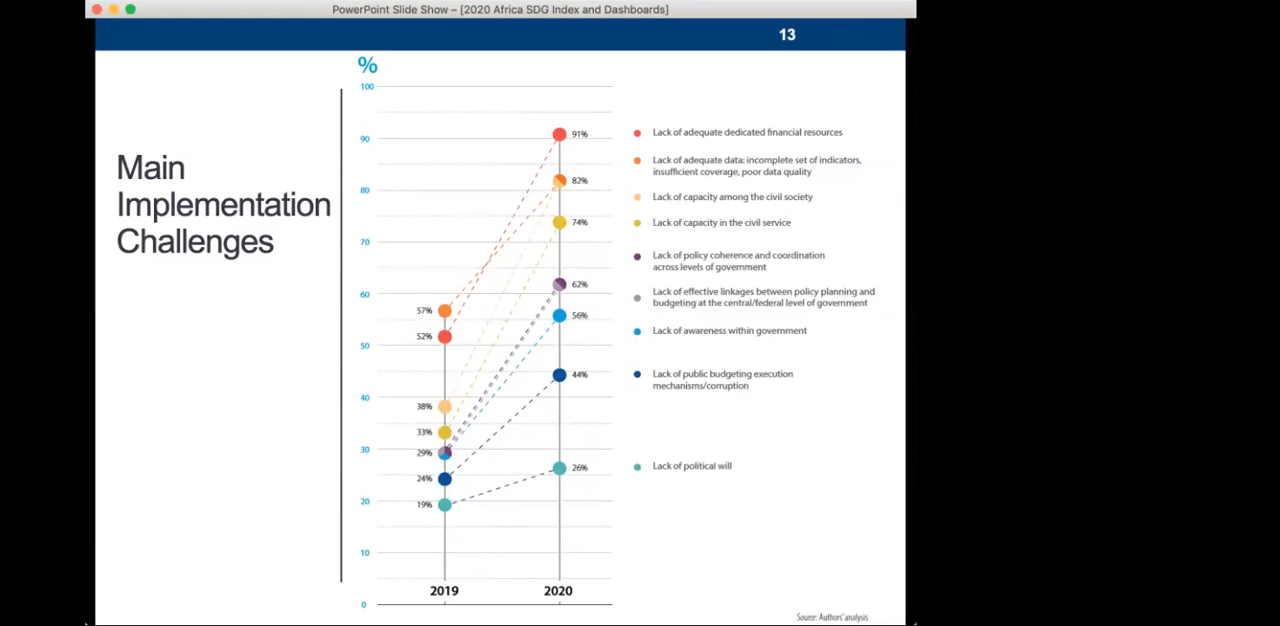 PowerPoint Slide Show – [2020 Africa SDG Index and Dashboards]
13
Main
Implementation
Challenges
%
100
90
80
70
60
50
40
30
20
10
0
57%
52%
38%
33%
29%
24%
19%
91%
82%
74%
62%
56%
44%
26%
2019
2020
Lack of adequate dedicated financial resources
Lack of adequate data: incomplete set of indicators,
insufficient coverage, poor data quality
Lack of capacity among the civil society
Lack of capacity in the civil service
Lack of policy coherence and coordination
across levels of government
Lack of effective linkages between policy planning and
budgeting at the central/federal level of government
Lack of awareness within government
Lack of public budgeting execution
mechanisms/corruption
Lack of political will
Source: Authors' analysis